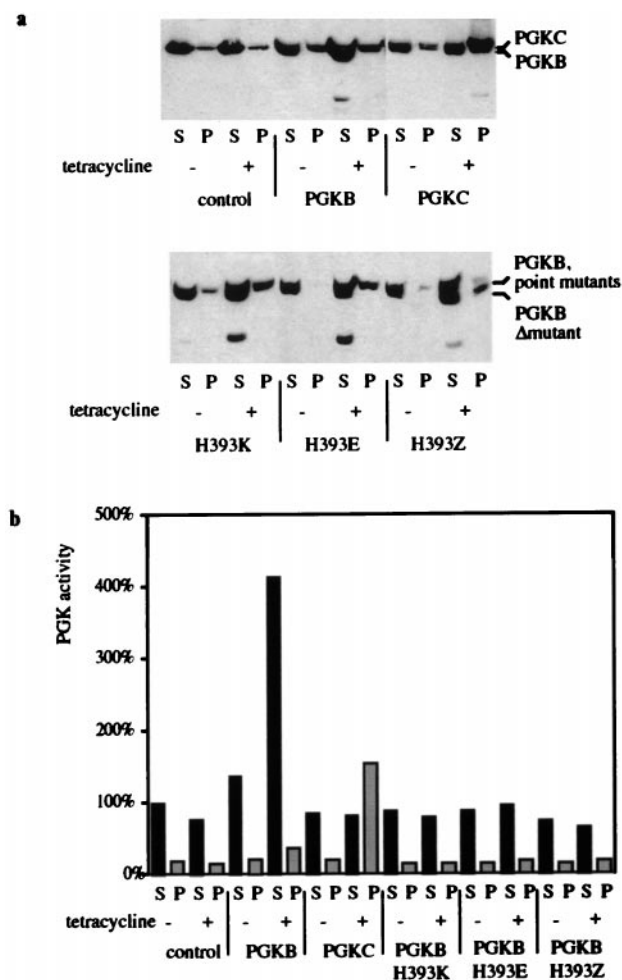 a
PGKC
PGKB
S P S P S P S P S P S P
tetracycline - + - + - +
control PGKB PGKC
PGKB,
point mutants
PGKB
Δmutant
S P S P S P S P S P S P
tetracycline - + - + - +
H393K H393E H393Z
b
PGK activity
500%
400%
300%
200%
100%
0%
S P S P S P S P S P S P S P S P S P S P S P S P
tetracycline - + - + - + - + - + - +
control PGKB PGKC PGKB PGKB PGKB
H393K H393E H393Z